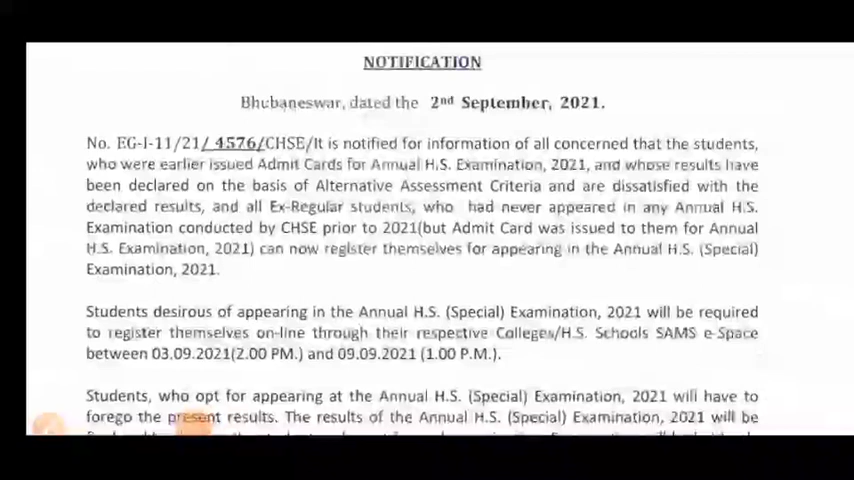 NOTIFICATION
Bhubaneswar, dated the 2nd September, 2021.
No. EG-I-11/21/ 4576/CHSE/It is notified for information of all concerned that the students,
who were earlier issued Admit Cards for Annual H.S. Examination, 2021, and whose results have
been declared on the basis of Alternative Assessment Criteria and are dissatisfied with the
declared results, and all Ex-Regular students, who had never appeared in any Annual H.S.
Examination conducted by CHSE prior to 2021(but Admit Card was issued to them for Annual
H.S. Examination, 2021) can now register themselves for appearing in the Annual H.S. (Special)
Examination, 2021.
Students desirous of appearing in the Annual H.S. (Special) Examination, 2021 will be required
to register themselves on-line through their respective Colleges/H.S. Schools SAMS e-Space
between 03.09.2021(2.00 PM.) and 09.09.2021 (1.00 P.M.).
Students, who opt for appearing at the Annual H.S. (Special) Examination, 2021 will have to
forego the present results. The results of the Annual H.S. (Special) Examination, 2021 will be